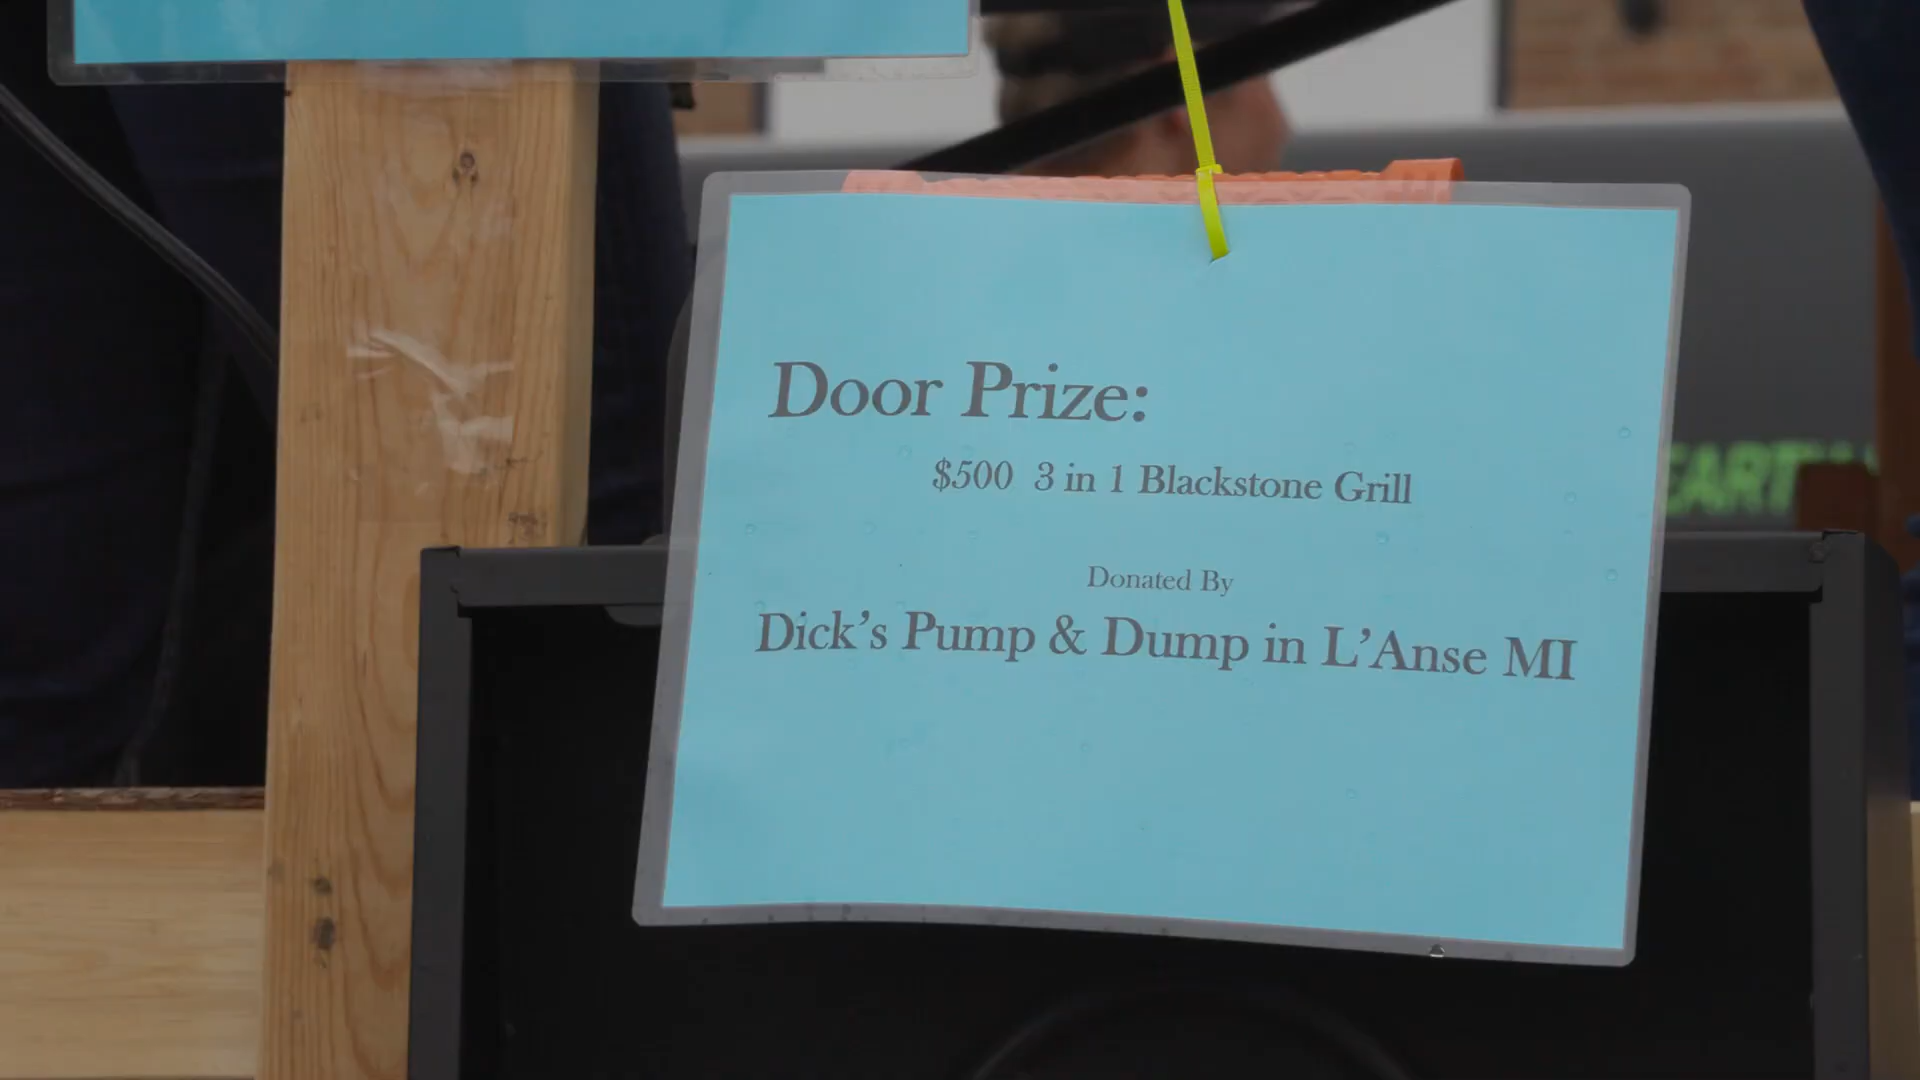 Door Prize:
$500 3 in 1 Blackstone Grill
Donated By
Dick's Pump & Dump in L'Anse MI